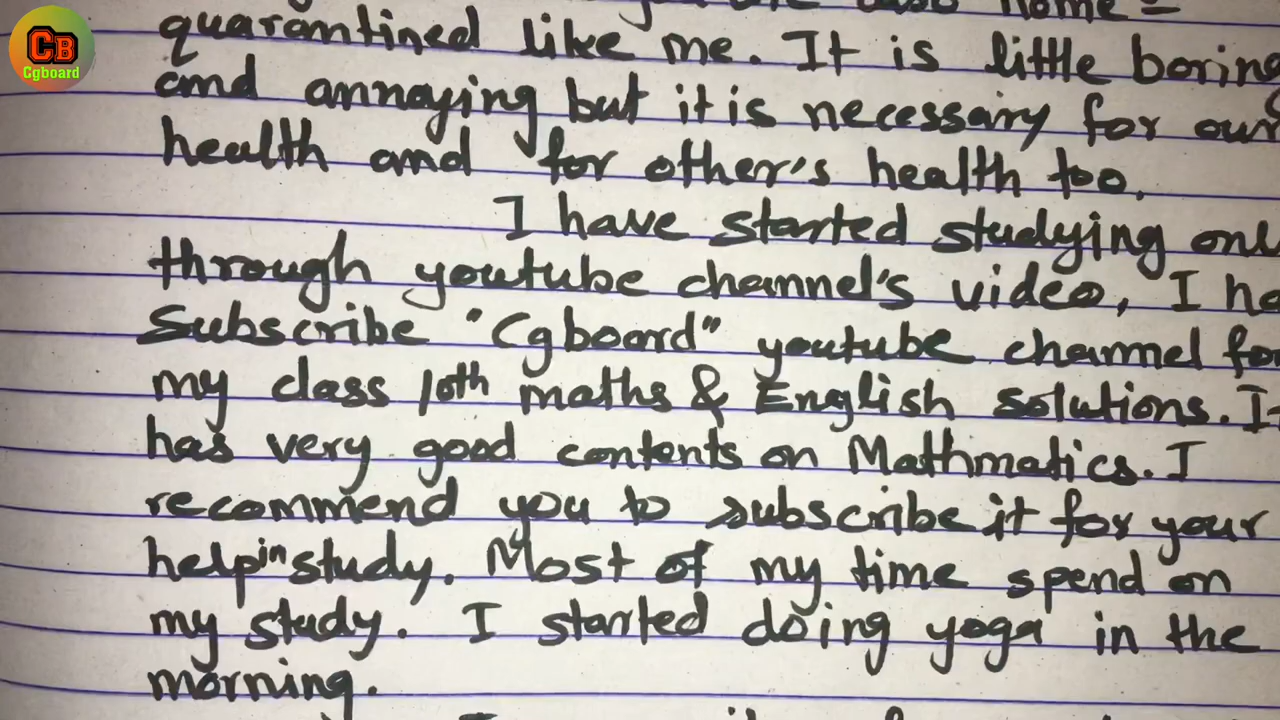 CB
Cgboard
home=
quarantined like me. It is little boring
and annoying but it is necessary for our
health and for other's health too.
I have started studying
through youtube channel's video, I
Subscribe "Cgboard" youtube channel for
my class 10th maths & English solutions. It
has very good contents on Mathmatics. I
recommend you to subscribe it for your
help in study. Most of my time spend on
my study. I started doing yoga in the
morning.